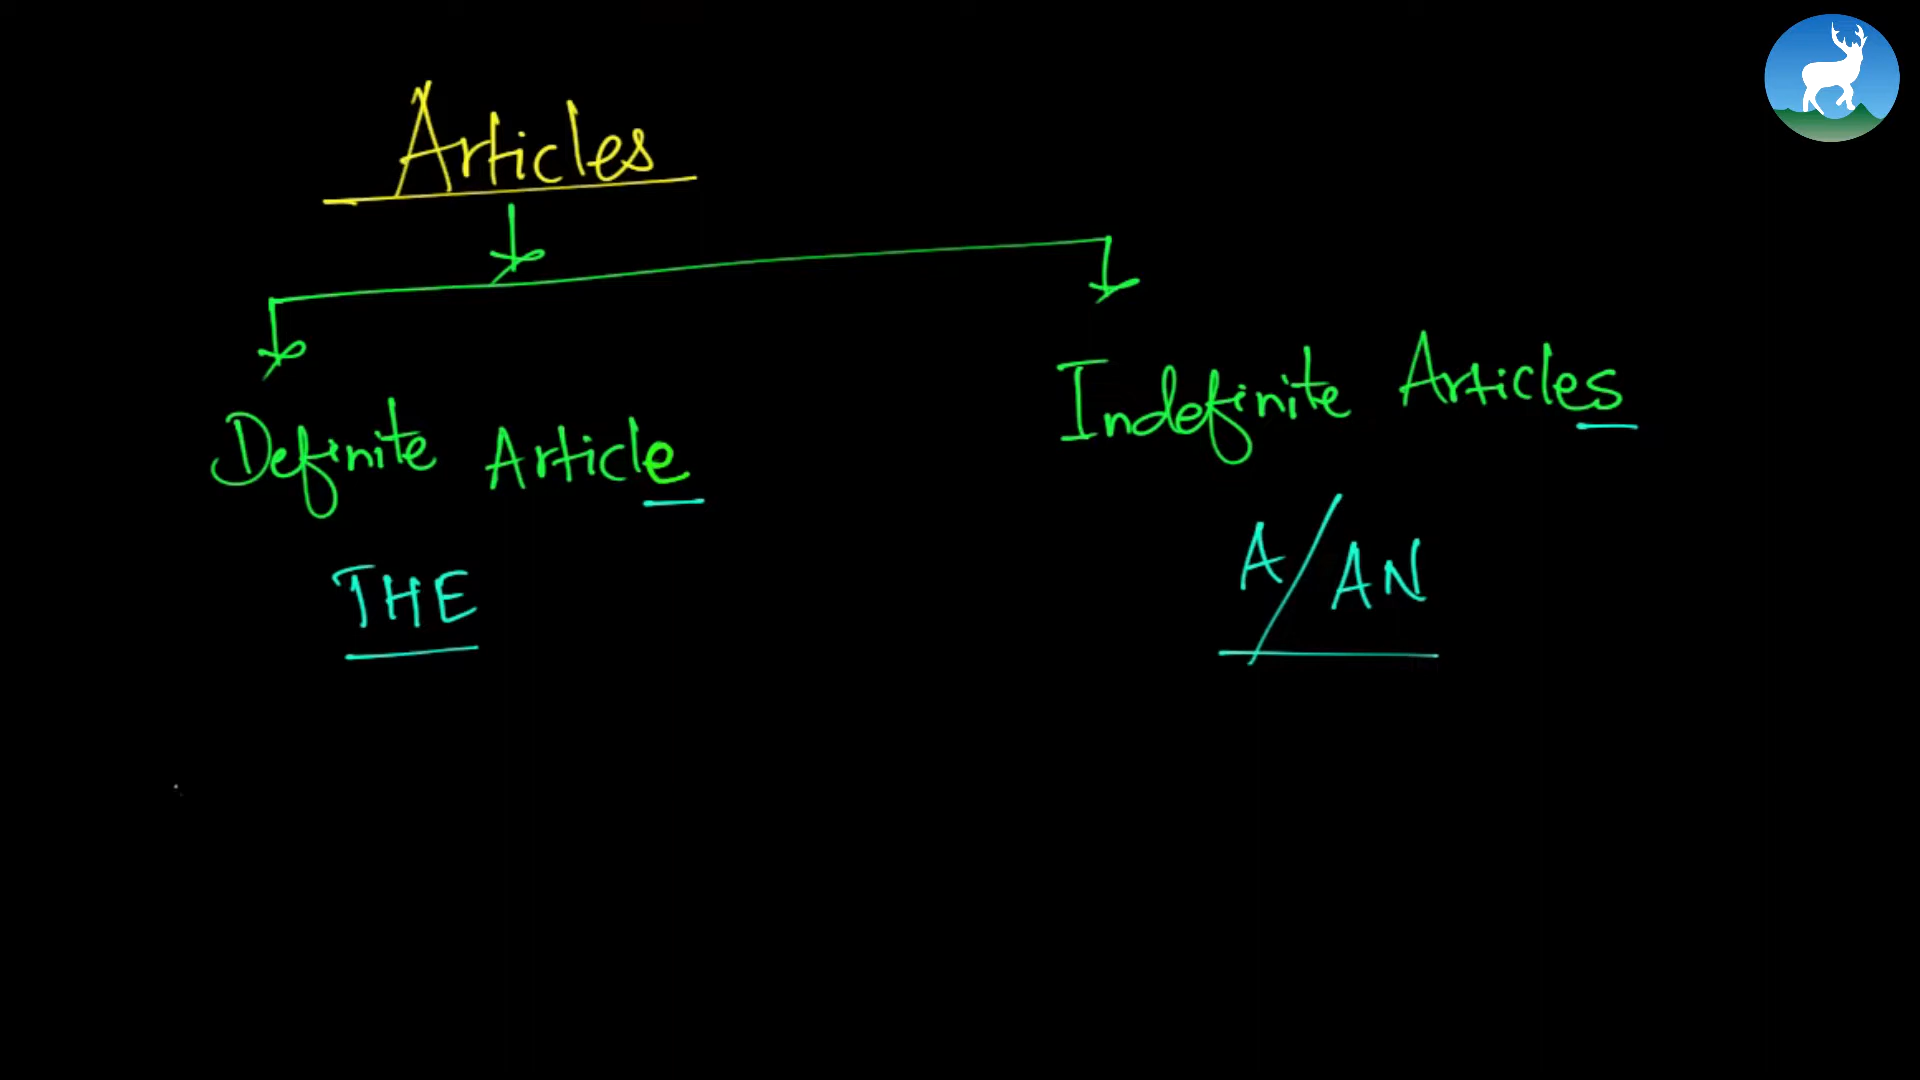 Articles
Definite Article
Indefinite Articles
THE
A/AN